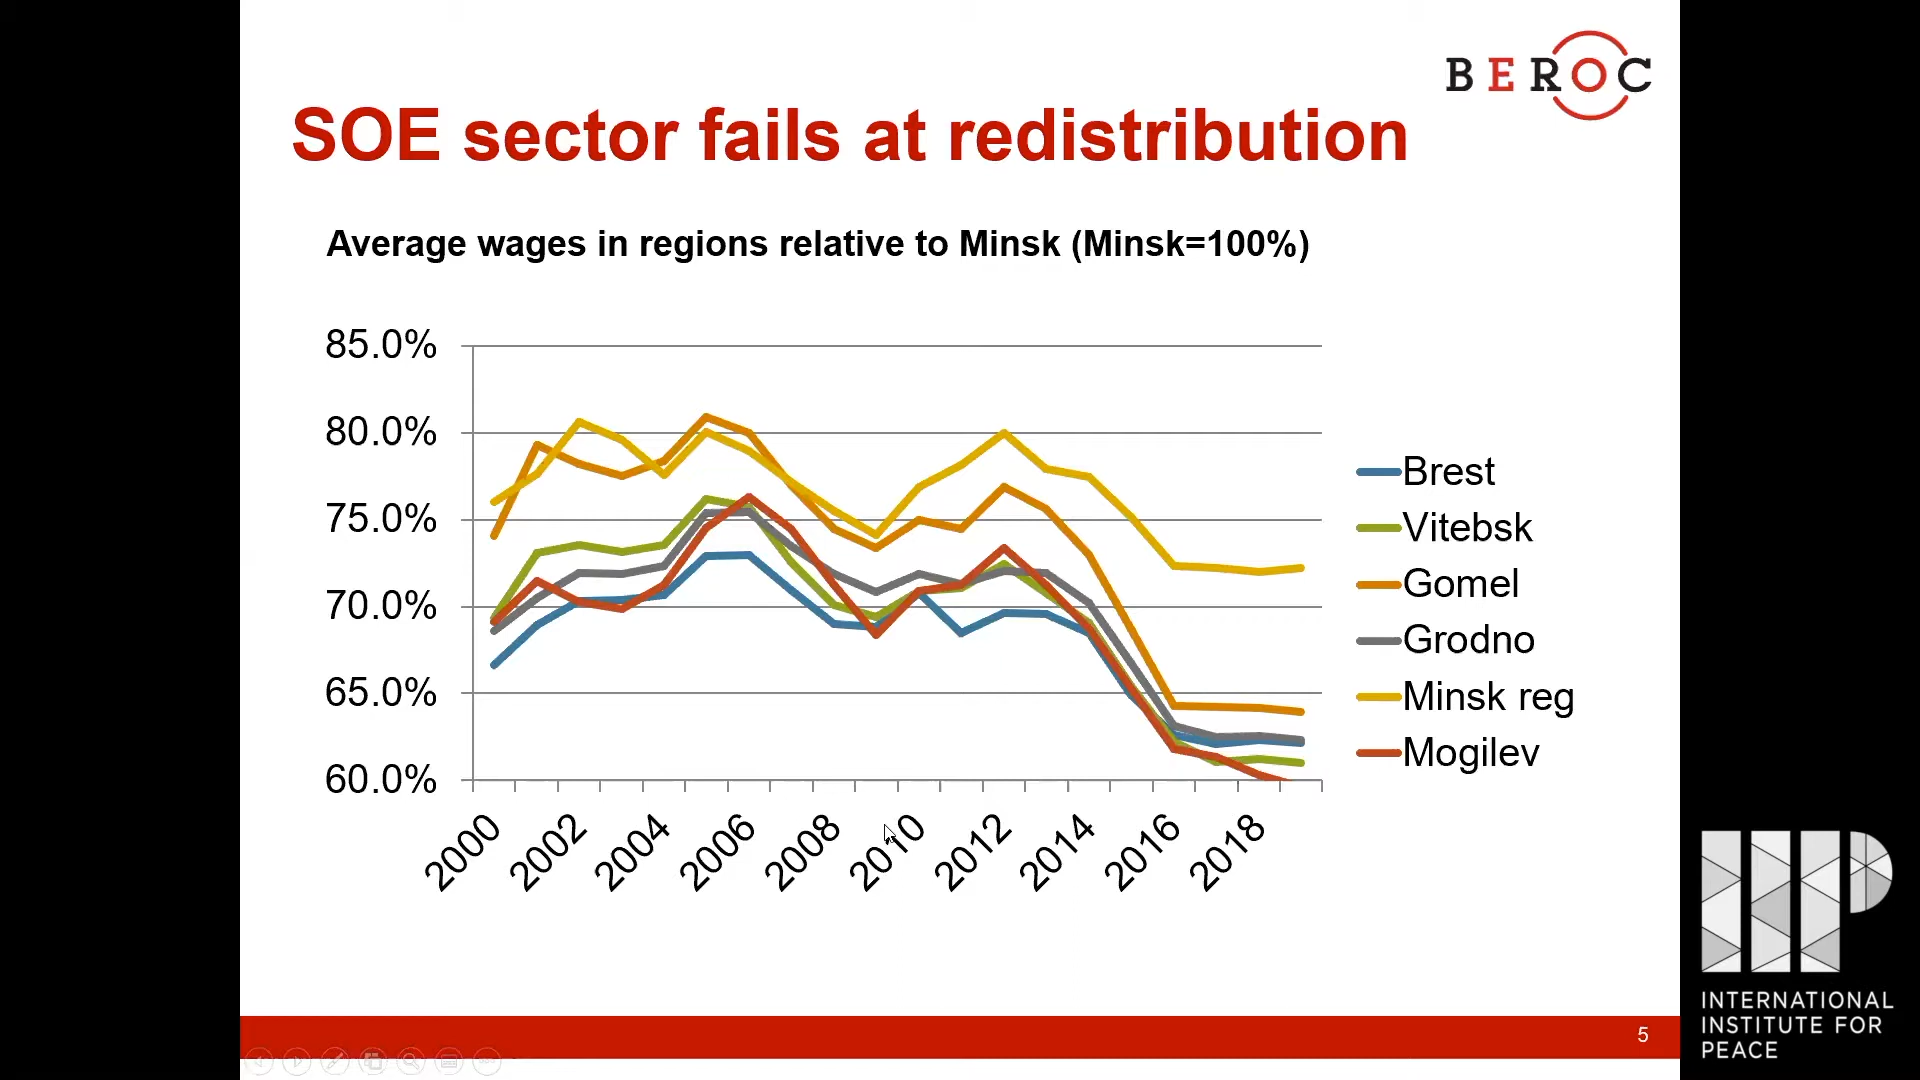 BEROC
SOE sector fails at redistribution
Average wages in regions relative to Minsk (Minsk=100%)
85.0%
80.0%
75.0%
70.0%
65.0%
60.0%
2000
2002
2004
2006
2008
2010
2012
2014
2016
2018
Brest
Vitebsk
Gomel
Grodno
Minsk reg
Mogilev
5
IIP
INTERNATIONAL
INSTITUTE FOR
PEACE